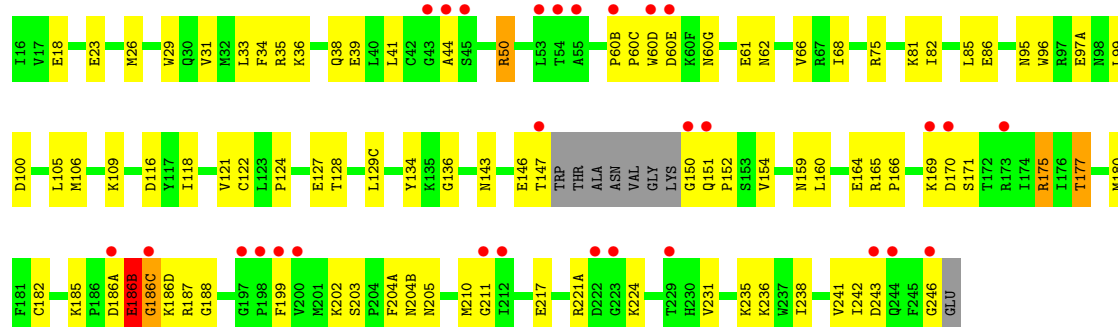 I16 V17 E18 E23 M26 W29 Q30 V31 M32 L33 F34 R35 K36 Q38 E39 L40 L41 C42 G43 A44 S45 R50 L53 T54 A55 P60B P60C W60D D60E K60F N60G E61 N62 V66 R67 I68 R75 K81 I82 L85 E86 N95 W96 R97 E97A N98 L99
D100 L105 M106 K109 D116 Y117 I118 V121 C122 L123 P124 E127 T128 L129C Y134 K135 G136 N143 E146 T147 TRP THR ALA ASN VAL GLY LYS G150 Q151 P152 S153 V154 N159 L160 E164 R165 P166 K169 D170 S171 T172 R173 I174 R175 I176 T177 M180
F181 C182 K185 P186 D186A E186B G186C K186D R187 G188 G197 P198 F199 V200 M201 K202 S203 P204 F204A N204B N205 M210 G211 I212 E217 R221A D222 G223 K224 T229 H230 V231 K235 K236 W237 I238 V241 I242 D243 Q244 F245 G246 GLU